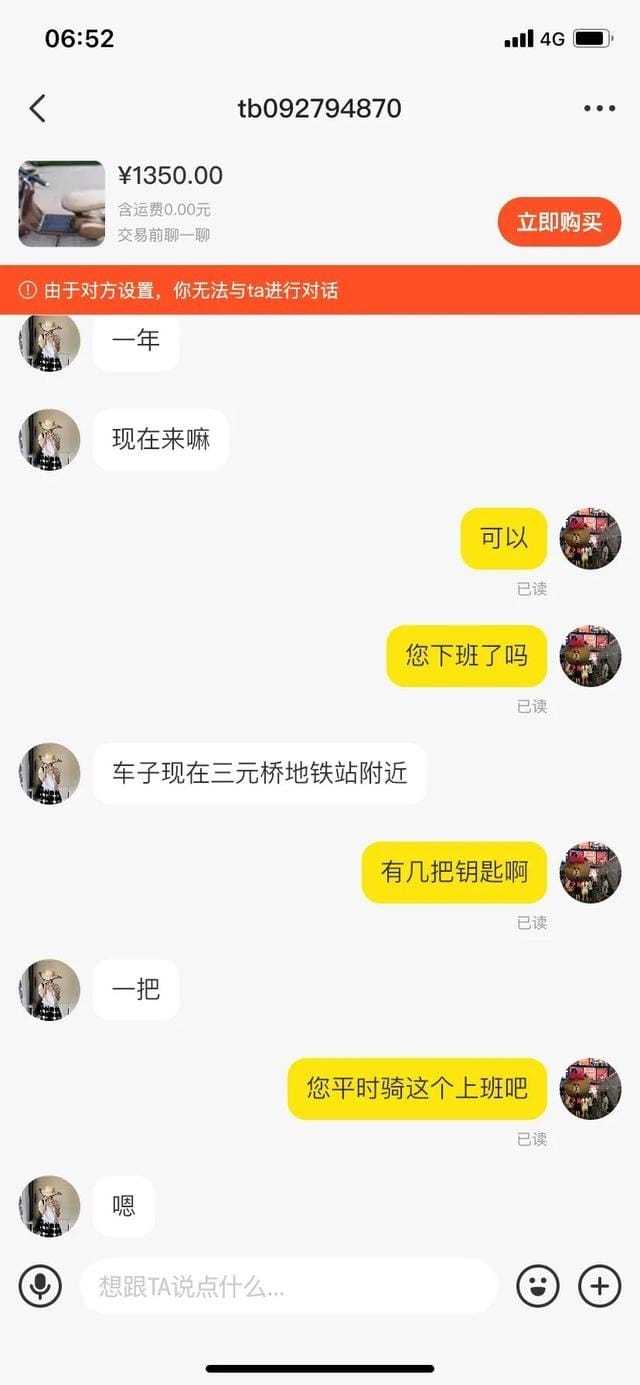 06:52
4G
tb092794870
¥1350.00
含运费0.00元
交易前聊一聊
立即购买
由于对方设置，你无法与ta进行对话
一年
现在来嘛
可以
已读
您下班了吗
已读
车子现在三元桥地铁站附近
有几把钥匙啊
已读
一把
您平时骑这个上班吧
已读
嗯
想跟TA说点什么...